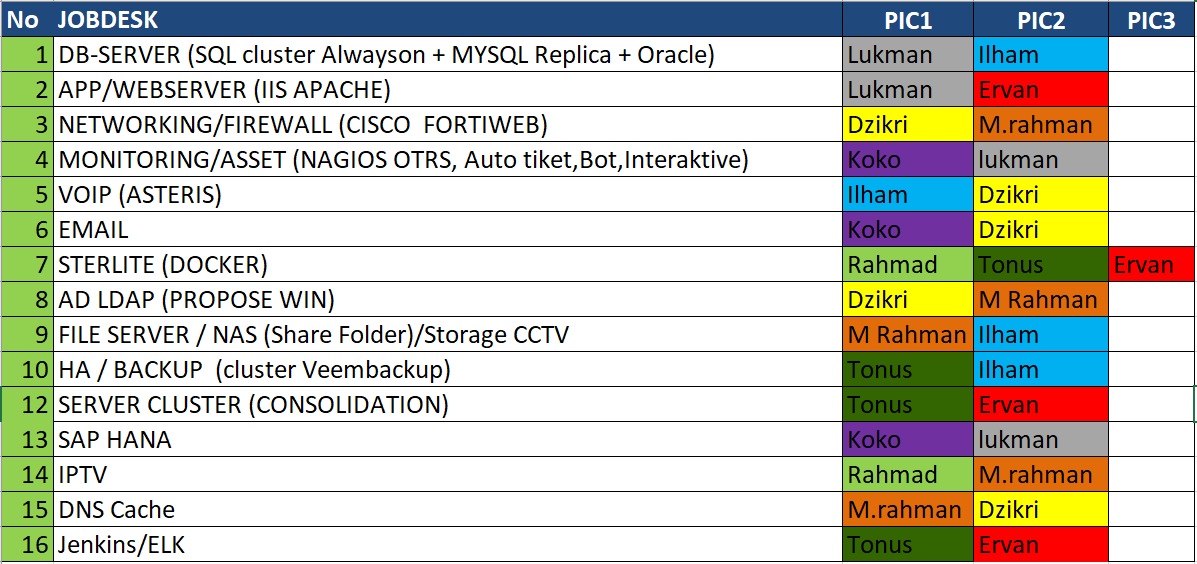 No JOBDESK PIC1 PIC2 PIC3
1 DB-SERVER (SQL cluster Alwayson + MYSQL Replica + Oracle) Lukman Ilham
2 APP/WEBSERVER (IIS APACHE) Lukman Ervan
3 NETWORKING/FIREWALL (CISCO  FORTIWEB) Dzikri M.rahman
4 MONITORING/ASSET (NAGIOS OTRS, Auto tiket,Bot,Interaktive) Koko lukman
5 VOIP (ASTERIS) Ilham Dzikri
6 EMAIL Koko Dzikri
7 STERLITE (DOCKER) Rahmad Tonus Ervan
8 AD LDAP (PROPOSE WIN) Dzikri M Rahman
9 FILE SERVER / NAS (Share Folder)/Storage CCTV M Rahman Ilham
10 HA / BACKUP  (cluster Veembackup) Tonus Ilham
12 SERVER CLUSTER (CONSOLIDATION) Tonus Ervan
13 SAP HANA Koko lukman
14 IPTV Rahmad M.rahman
15 DNS Cache M.rahman Dzikri
16 Jenkins/ELK Tonus Ervan